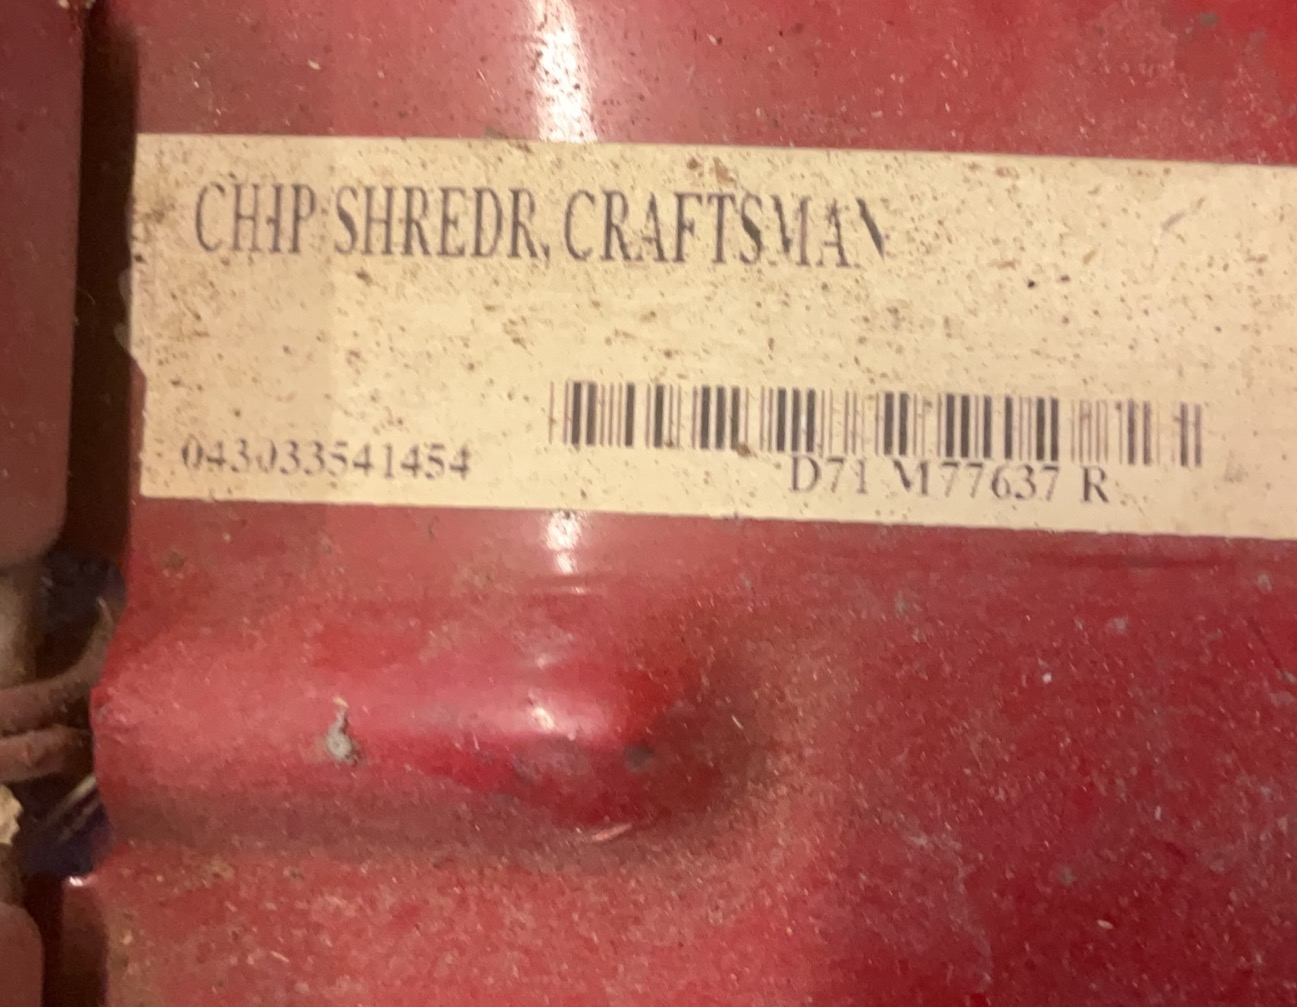 CHIP SHREDR, CRAFTSMAN
043033541454
D71 M77637 R